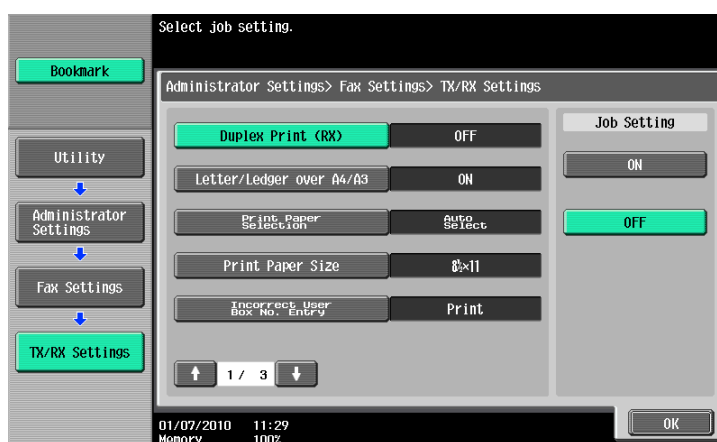 Select job setting.
Bookmark
Administrator Settings> Fax Settings> TX/RX Settings
Utility
Administrator
Settings
Fax Settings
TX/RX Settings
Duplex Print (RX) OFF
Letter/Ledger over A4/A3 ON
Print Paper
Selection
Auto
Select
Print Paper Size 8½×11
Incorrect User
Box No. Entry
Print
1/ 3
Job Setting
ON
OFF
01/07/2010 11:29
Memory 100%
OK